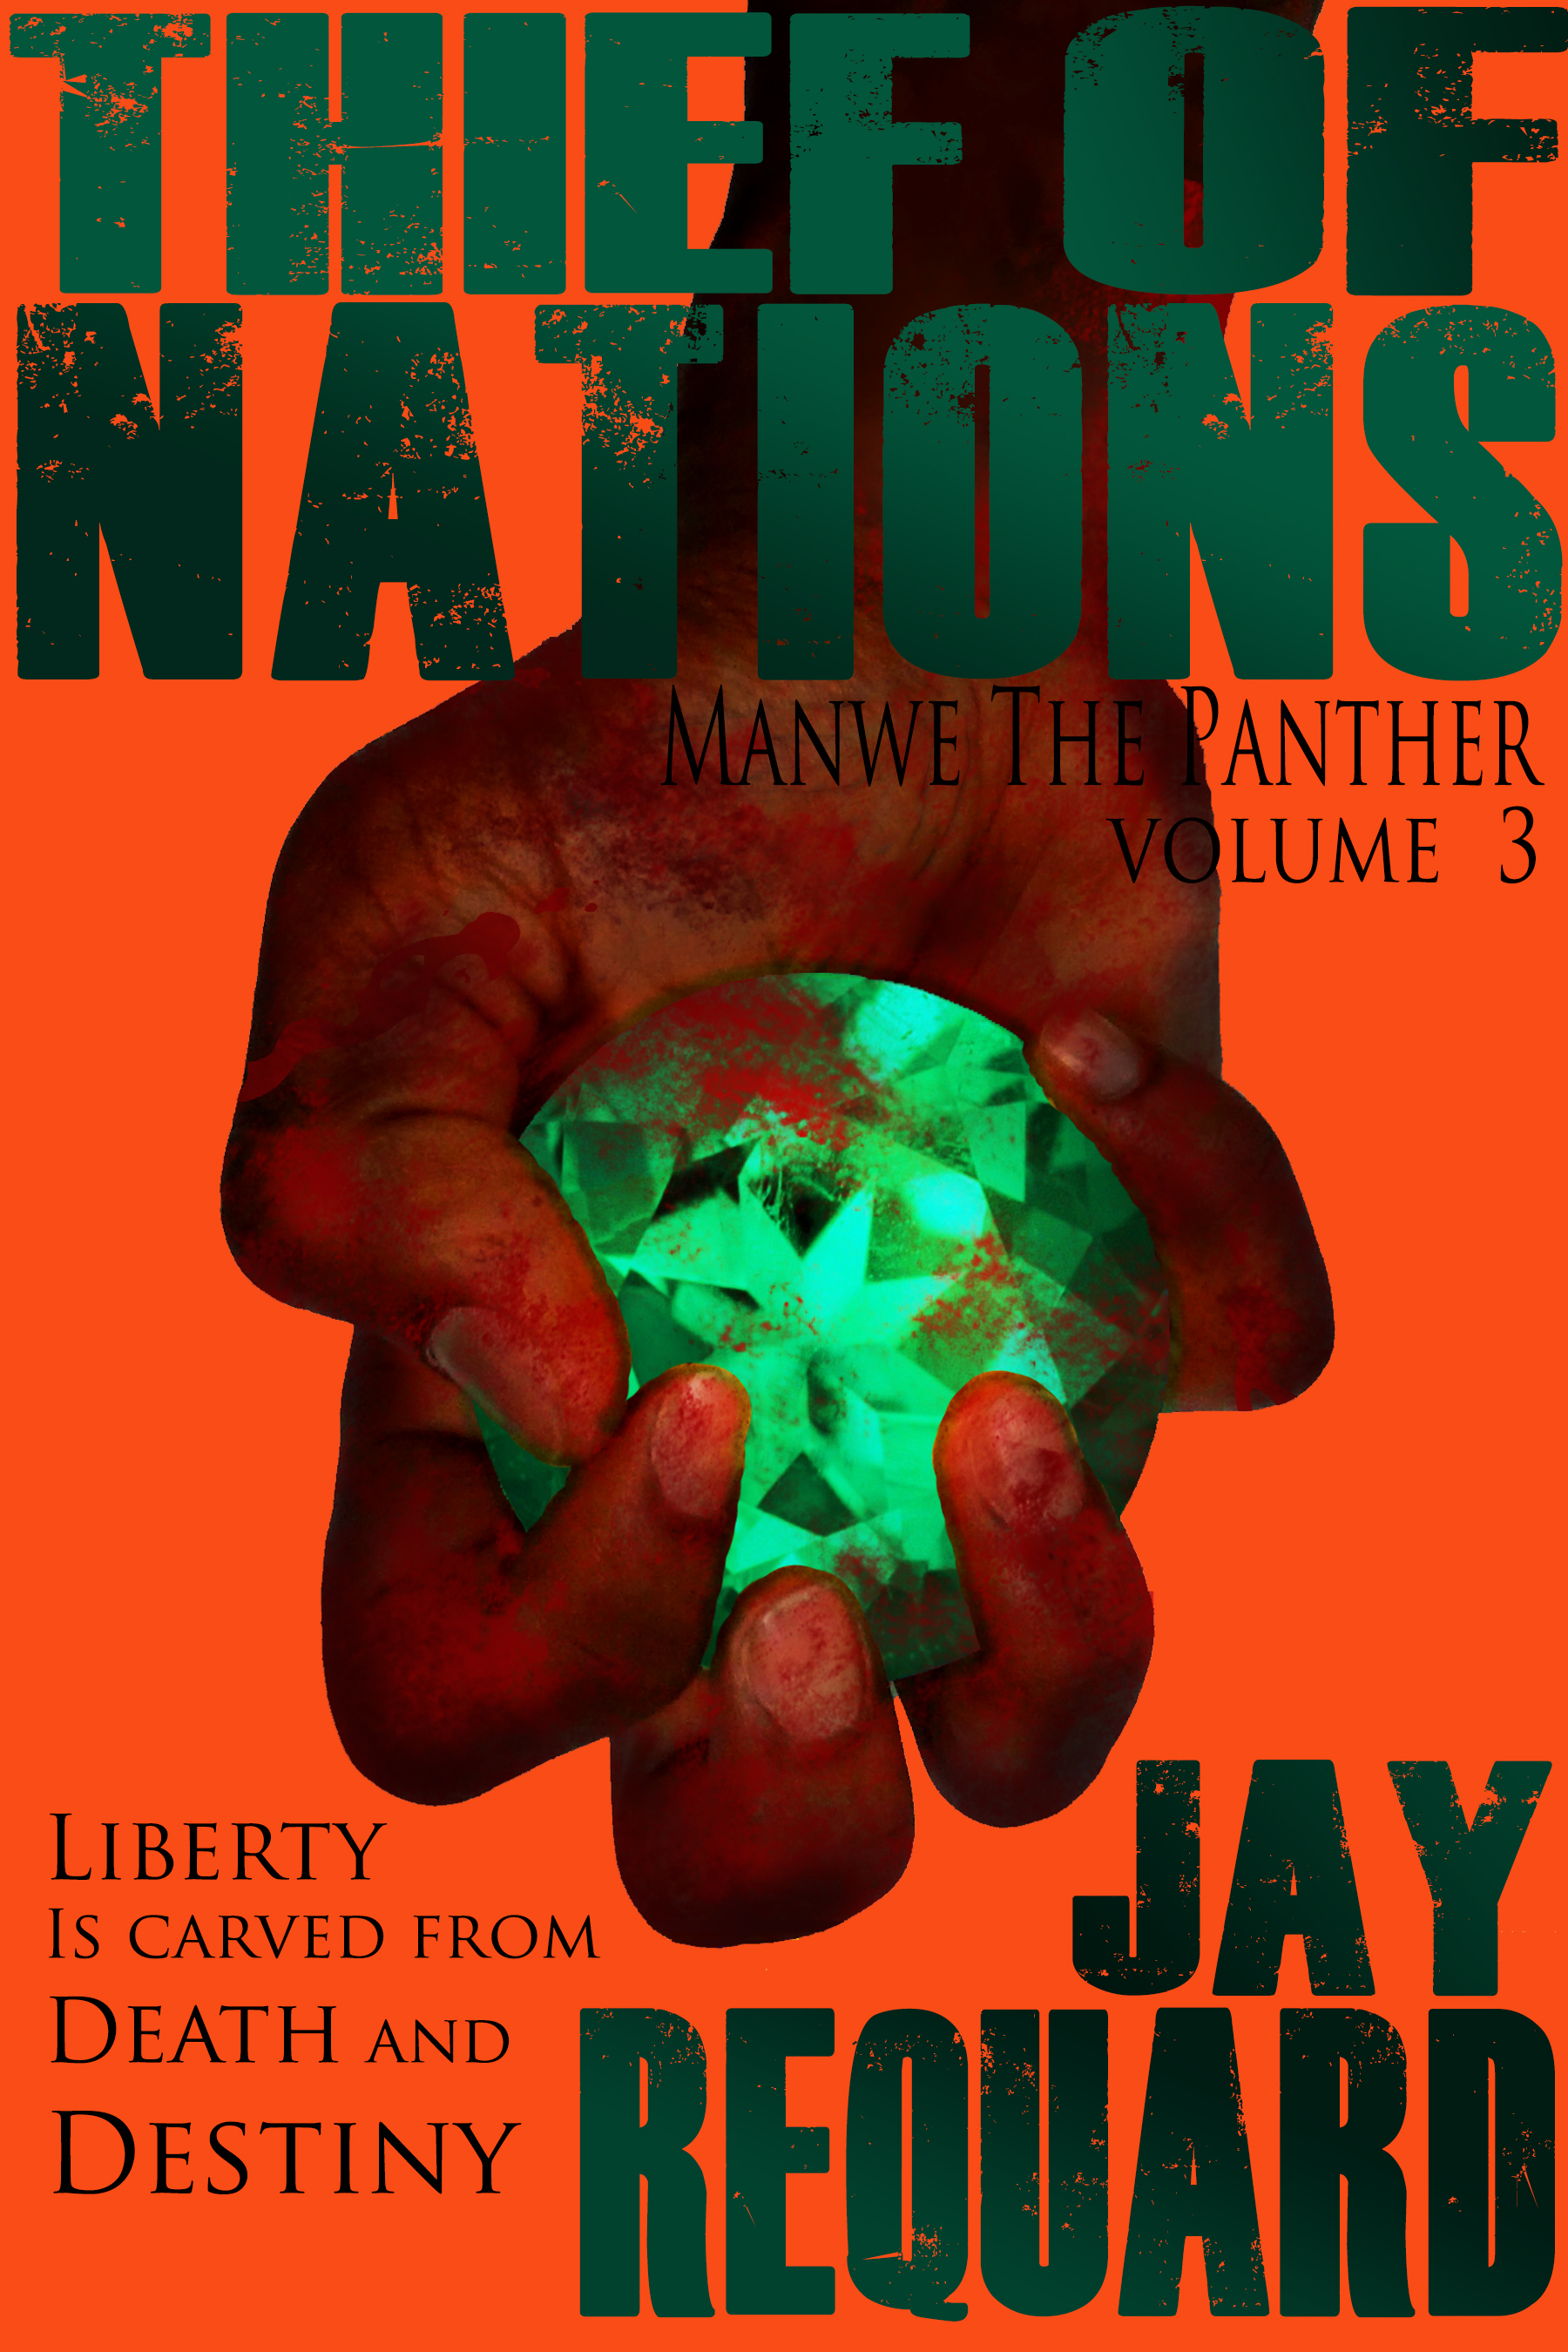 THIEF OF
NATIONS
MANWE THE PANTHER
VOLUME 3
LIBERTY
IS CARVED FROM
DEATH AND
DESTINY
JAY
REQUARD